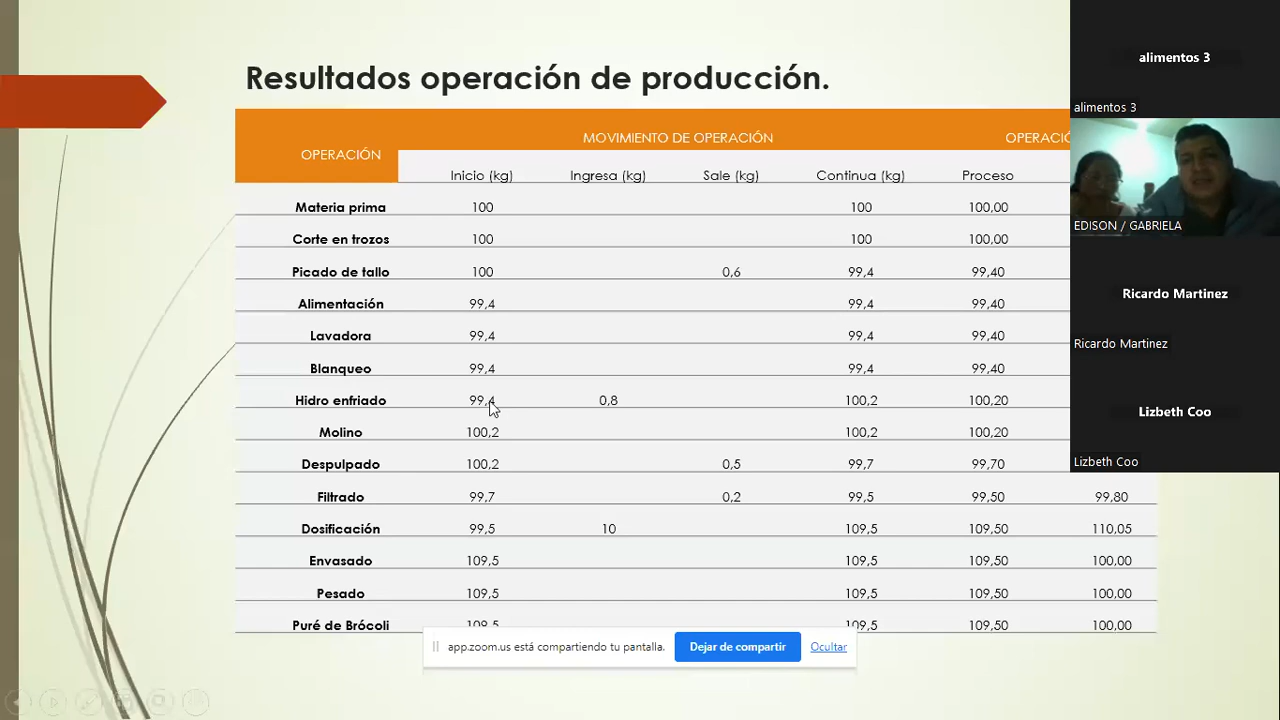 Resultados operación de producción.
OPERACIÓN MOVIMIENTO DE OPERACIÓN
Inicio (kg) Ingresa (kg) Sale (kg) Continua (kg) Proceso
Materia prima 100 100 100,00
Corte en trozos 100 100 100,00
Picado de tallo 100 0,6 99,4 99,40
Alimentación 99,4 99,4 99,40
Lavadora 99,4 99,4 99,40
Blanqueo 99,4 99,4 99,40
Hidro enfriado 99,4 0,8 100,2 100,20
Molino 100,2 100,2 100,20
Despulpado 100,2 0,5 99,7 99,70
Filtrado 99,7 0,2 99,5 99,50 99,80
Dosificación 99,5 10 109,5 109,50 110,05
Envasado 109,5 109,5 109,50 100,00
Pesado 109,5 109,5 109,50 100,00
Puré de Brócoli 109,5 109,5 109,50 100,00
app.zoom.us está compartiendo tu pantalla. Dejar de compartir Ocultar
alimentos 3
alimentos 3
EDISON / GABRIELA
Ricardo Martinez
Ricardo Martinez
Lizbeth Coo
Lizbeth Coo